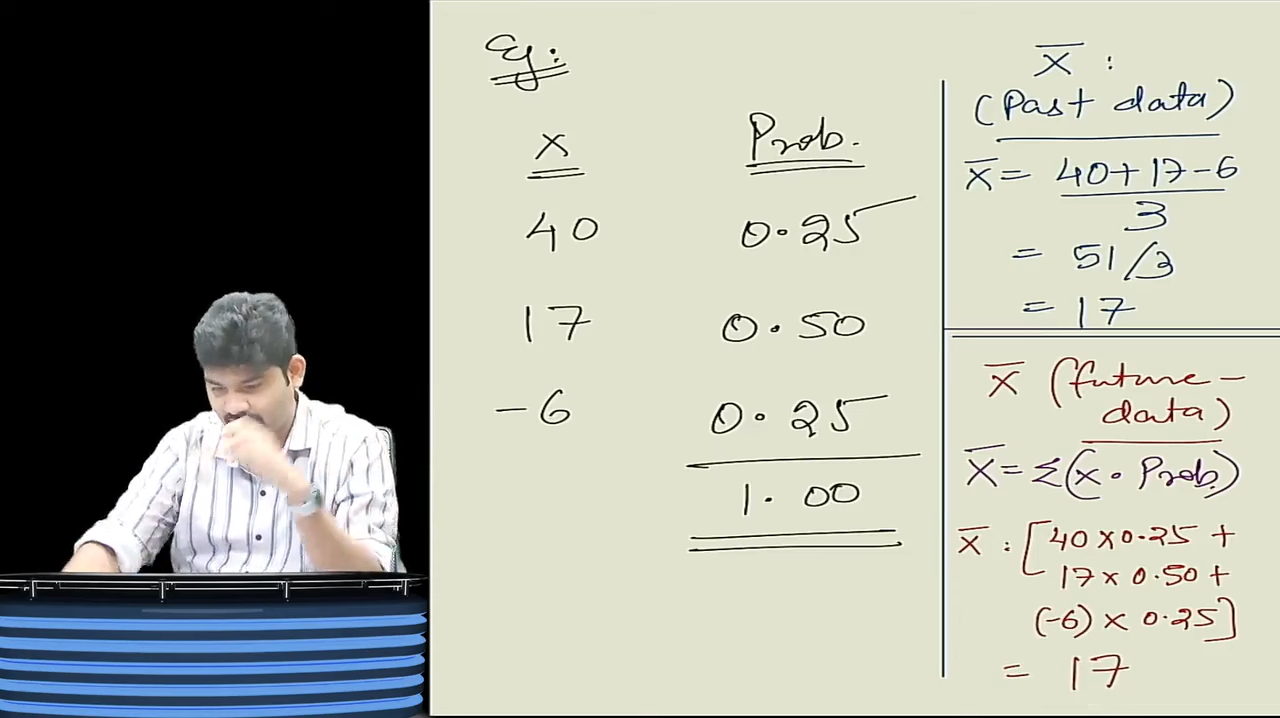 Eg:
x Prob.
40 0.25
17 0.50
-6 0.25
1.00
x̄ :
(Past data)
x̄ = 40+17-6
3
= 51/3
= 17
x̄ (future-
data)
x̄ = Σ(x . Prob.)
x̄ : [40 x 0.25 +
17 x 0.50 +
(-6) x 0.25]
= 17